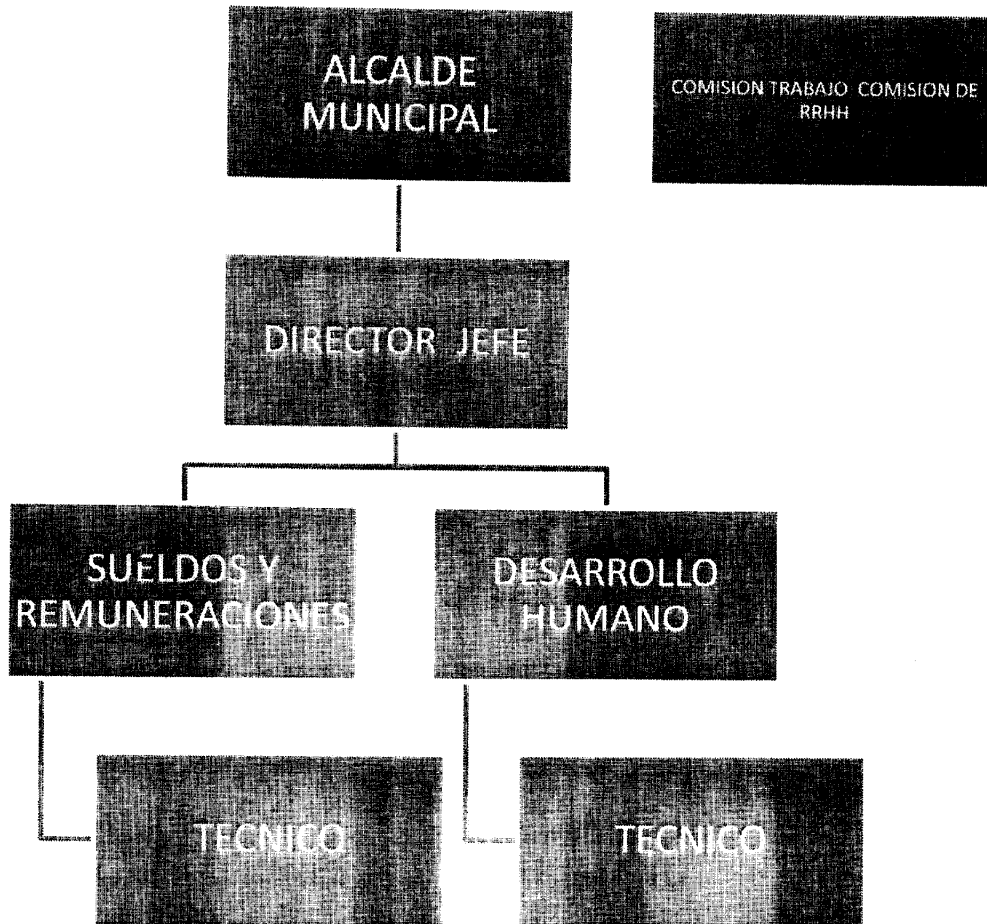 ALCALDE
MUNICIPAL
COMISION TRABAJO COMISION DE
RRHH
DIRECTOR JEFE
SUELDOS Y
REMUNERACIONES
DESARROLLO
HUMANO
TECNICO
TECNICO